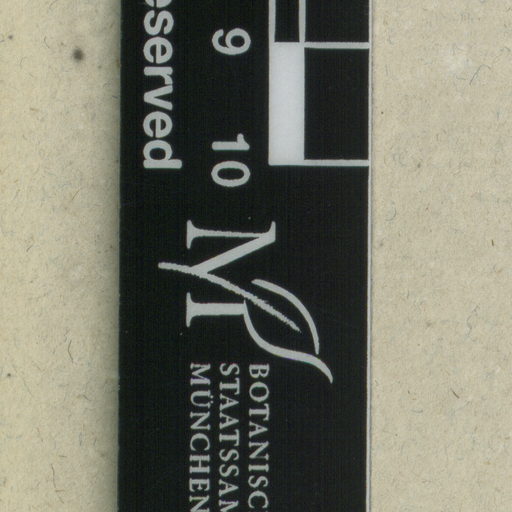 eserved
9 10
M
BOTANISC
STAATSSAM
MÜNCHEN